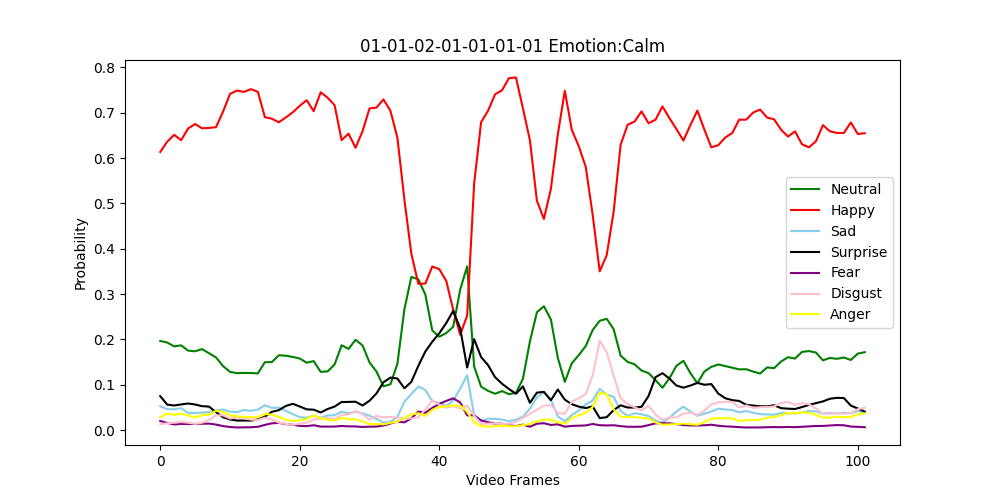 01-01-02-01-01-01-01 Emotion:Calm
Probability
0.8
0.7
0.6
0.5
0.4
0.3
0.2
0.1
0.0
Neutral
Happy
Sad
Surprise
Fear
Disgust
Anger
0 20 40 60 80 100
Video Frames